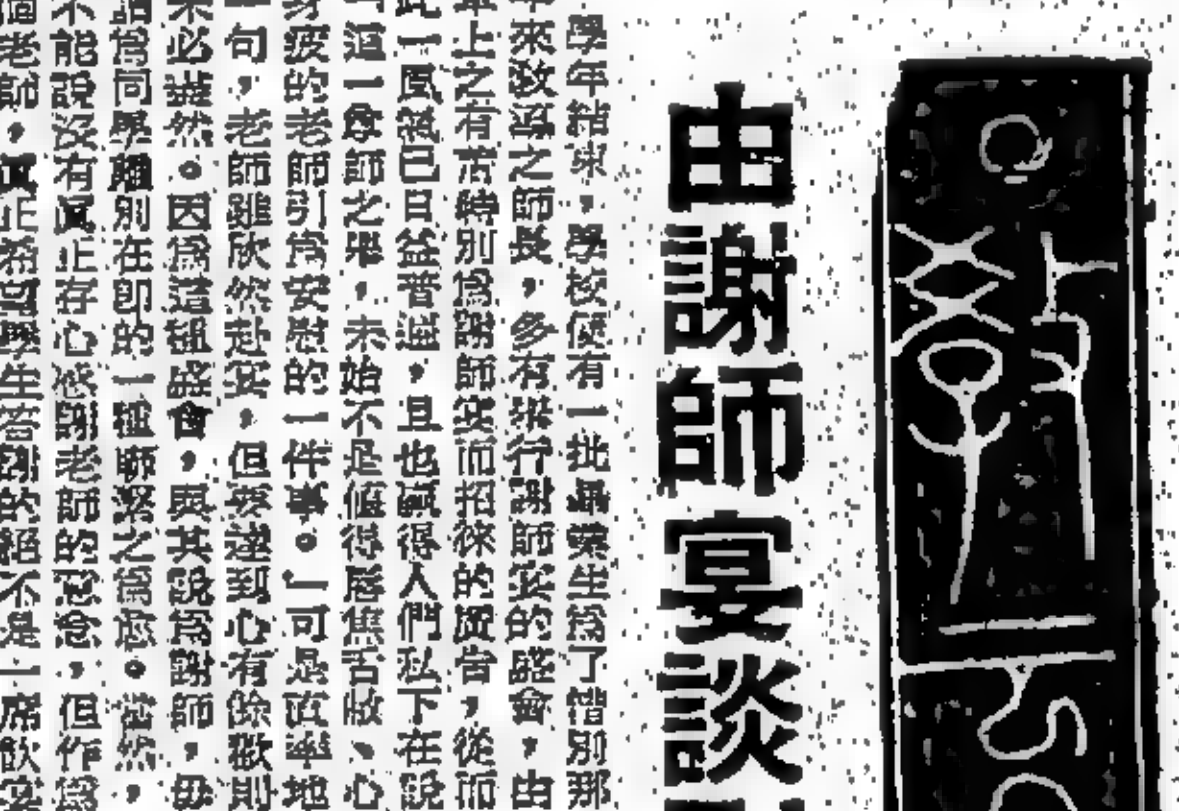 由謝師宴談
學年結束,學校便有一批畢業生為了惜別那
年來教之師長,多有舉行謝師宴的盛會,由
上之有特別為謝師宴而招徠的廣告,從而
此一風氣已日益普遍,且也贏得人們私下在說
這一尊師之舉,未始不是值得唇焦舌敝、心
身疲的老師引為安慰的一件事。」可是直率地
一句,老師雖欣然赴宴,但要達到心有餘歡則
未必盡然。因為這種盛會,與其說為謝師,毋
為同學離別在即的一種聯之為愈。當然,
不能說沒有真正存心感謝老師的念,但作為
個老師,真正希望學生答謝的絕不是一席飲宴